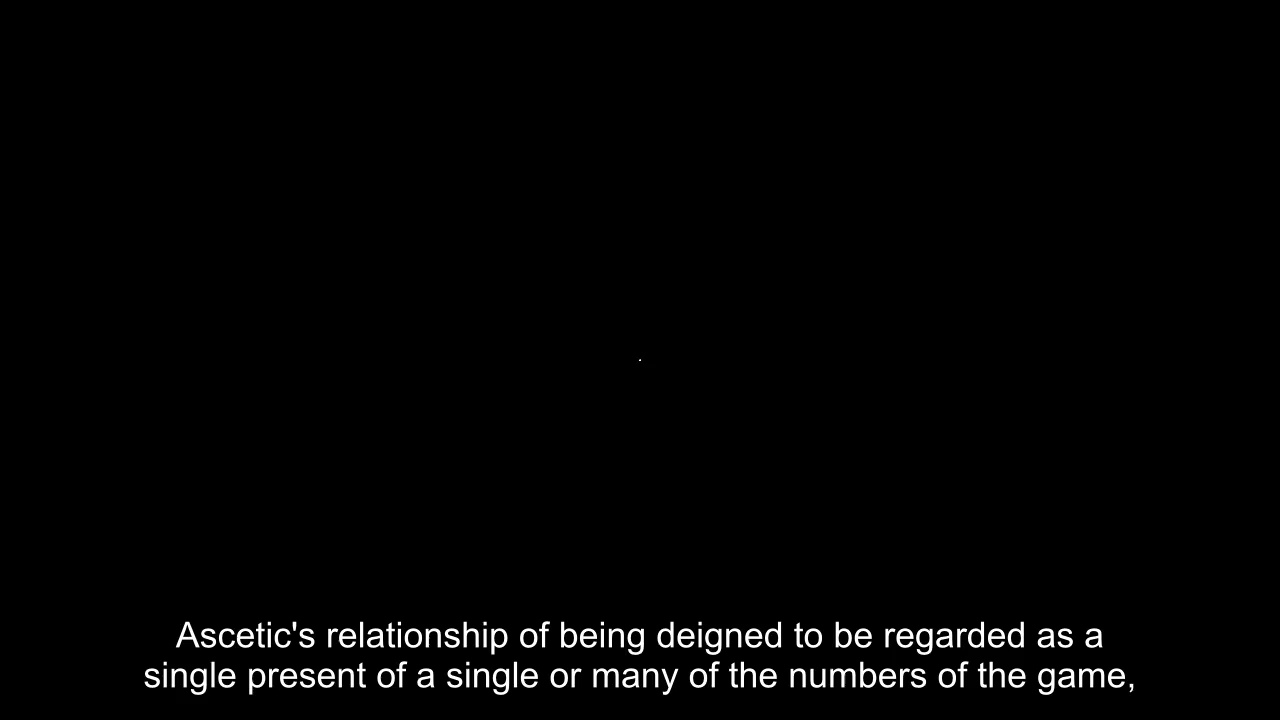 Ascetic's relationship of being deigned to be regarded as a
single present of a single or many of the numbers of the game,